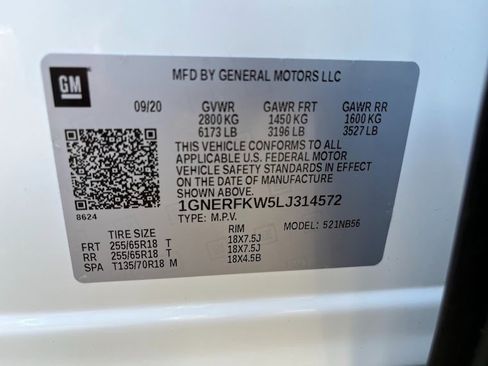 GM
MFD BY GENERAL MOTORS LLC
09/20 GVWR GAWR FRT GAWR RR
2800 KG 1450 KG 1600 KG
6173 LB 3196 LB 3527 LB
THIS VEHICLE CONFORMS TO ALL
APPLICABLE U.S. FEDERAL MOTOR
VEHICLE SAFETY STANDARDS IN EFFECT
ON THE DATE OF MANUFACTURE
SHOWN ABOVE.
8624
1GNERFKW5LJ314572
TYPE: M.P.V. MODEL: 521NB56
TIRE SIZE RIM
FRT 255/65R18 T 18X7.5J
RR 255/65R18 T 18X7.5J
SPA T135/70R18 M 18X4.5B